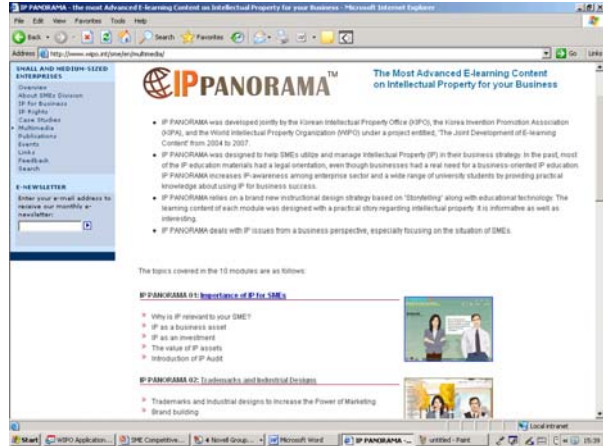 IP PANORAMA - the most Advanced E-learning Content on Intellectual Property for your Business - Microsoft Internet Explorer
File Edit View Favorites Tools Help
Back Search Favorites
Address http://www.wipo.int/sme/en/multimedia/ Go Links
SMALL AND MEDIUM-SIZED
ENTERPRISES
Overview
About SMEs Division
IP for Business
IP Rights
Case Studies
Multimedia
Publications
Events
Links
Feedback
Search
E-NEWSLETTER
Enter your e-mail address to
receive our monthly e-
newsletter:
IPPANORAMA™
The Most Advanced E-learning Content
on Intellectual Property for your Business
IP PANORAMA was developed jointly by the Korean Intellectual Property Office (KIPO), the Korea Invention Promotion Association
(KIPA), and the World Intellectual Property Organization (WIPO) under a project entitled, 'The Joint Development of E-learning
Content' from 2004 to 2007.
IP PANORAMA was designed to help SMEs utilize and manage Intellectual Property (IP) in their business strategy. In the past, most
of the IP education materials had a legal orientation, even though businesses had a real need for a business-oriented IP education.
IP PANORAMA increases IP-awareness among enterprise sector and a wide range of university students by providing practical
knowledge about using IP for business success.
IP PANORAMA relies on a brand new instructional design strategy based on "Storytelling" along with educational technology. The
learning content of each module was designed with a practical story regarding intellectual property. It is informative as well as
interesting.
IP PANORAMA deals with IP issues from a business perspective, especially focusing on the situation of SMEs.
The topics covered in the 10 modules are as follows:
IP PANORAMA 01: Importance of IP for SMEs
Why is IP relevant to your SME?
IP as a business asset
IP as an investment
The value of IP assets
Introduction of IP Audit
IP PANORAMA 02: Trademarks and Industrial Designs
Trademarks and Industrial designs to Increase the Power of Marketing
Brand building
Local intranet
Start WIPO Application... SME Competitive... 4 Novell Group... Microsoft Word IP PANORAMA -... untitled - Paint 15:39